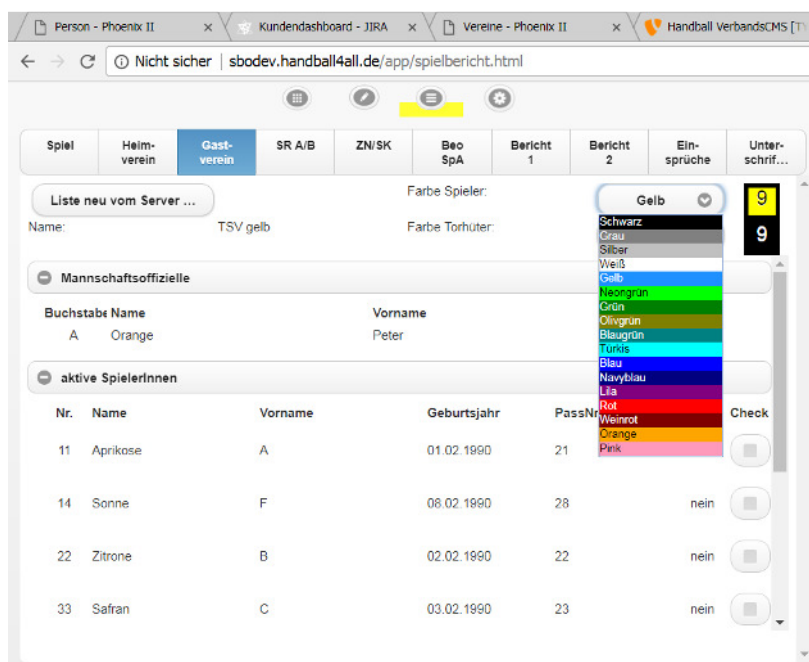 Person - Phoenix II × Kundendashboard - JIRA × Vereine - Phoenix II × Handball VerbandsCMS [T
Nicht sicher | sbodev.handball4all.de/app/spielbericht.html
Spiel Heim- Gast- SR A/B ZN/SK Beo Bericht Bericht Ein- Unter-
verein verein SpA 1 2 sprüche schrif...
Liste neu vom Server ... Farbe Spieler: Gelb 9
Name: TSV gelb Farbe Torhüter: 9
Schwarz
Grau
Silber
Weiß
Gelb
Neongrün
Grün
Olivgrün
Blaugrün
Türkis
Blau
Navyblau
Lila
Rot
Weinrot
Orange
Pink
Mannschaftsoffizielle
Buchstabe Name Vorname
A Orange Peter
aktive SpielerInnen
Nr. Name Vorname Geburtsjahr PassNr Check
11 Aprikose A 01.02.1990 21
14 Sonne F 08.02.1990 28 nein
22 Zitrone B 02.02.1990 22 nein
33 Safran C 03.02.1990 23 nein